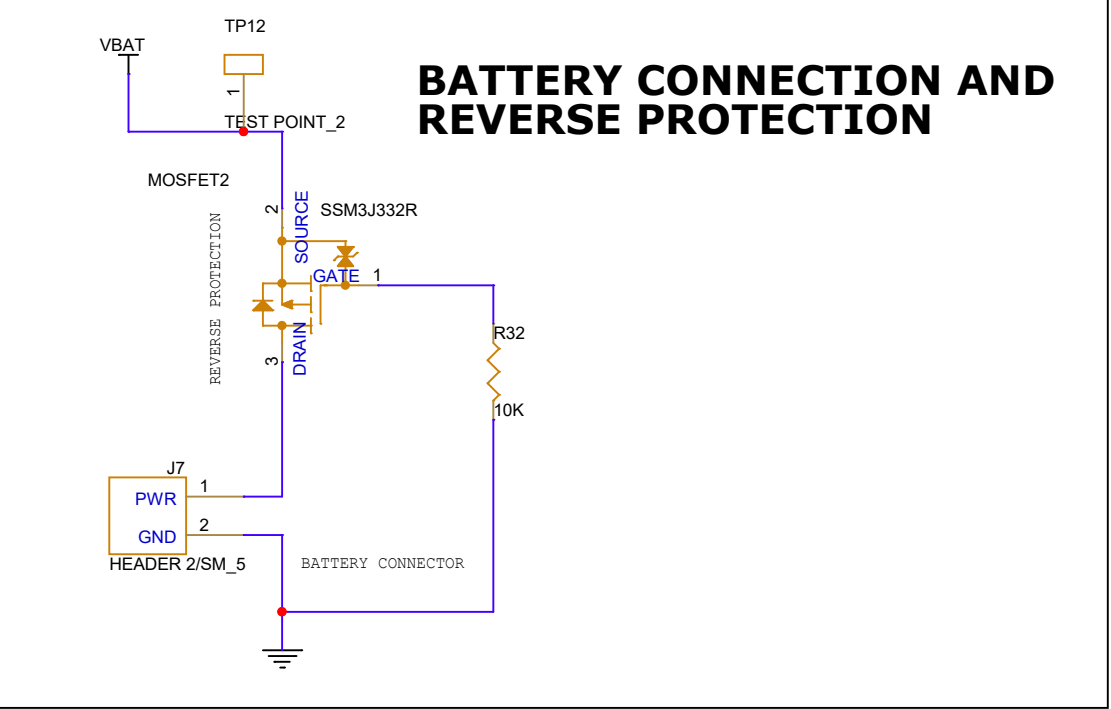 TP12
VBAT
BATTERY CONNECTION AND
REVERSE PROTECTION
1
TEST POINT_2
MOSFET2
2
SOURCE
SSM3J332R
REVERSE PROTECTION
GATE
1
DRAIN
3
R32
10K
J7
PWR
1
GND
2
HEADER 2/SM_5
BATTERY CONNECTOR